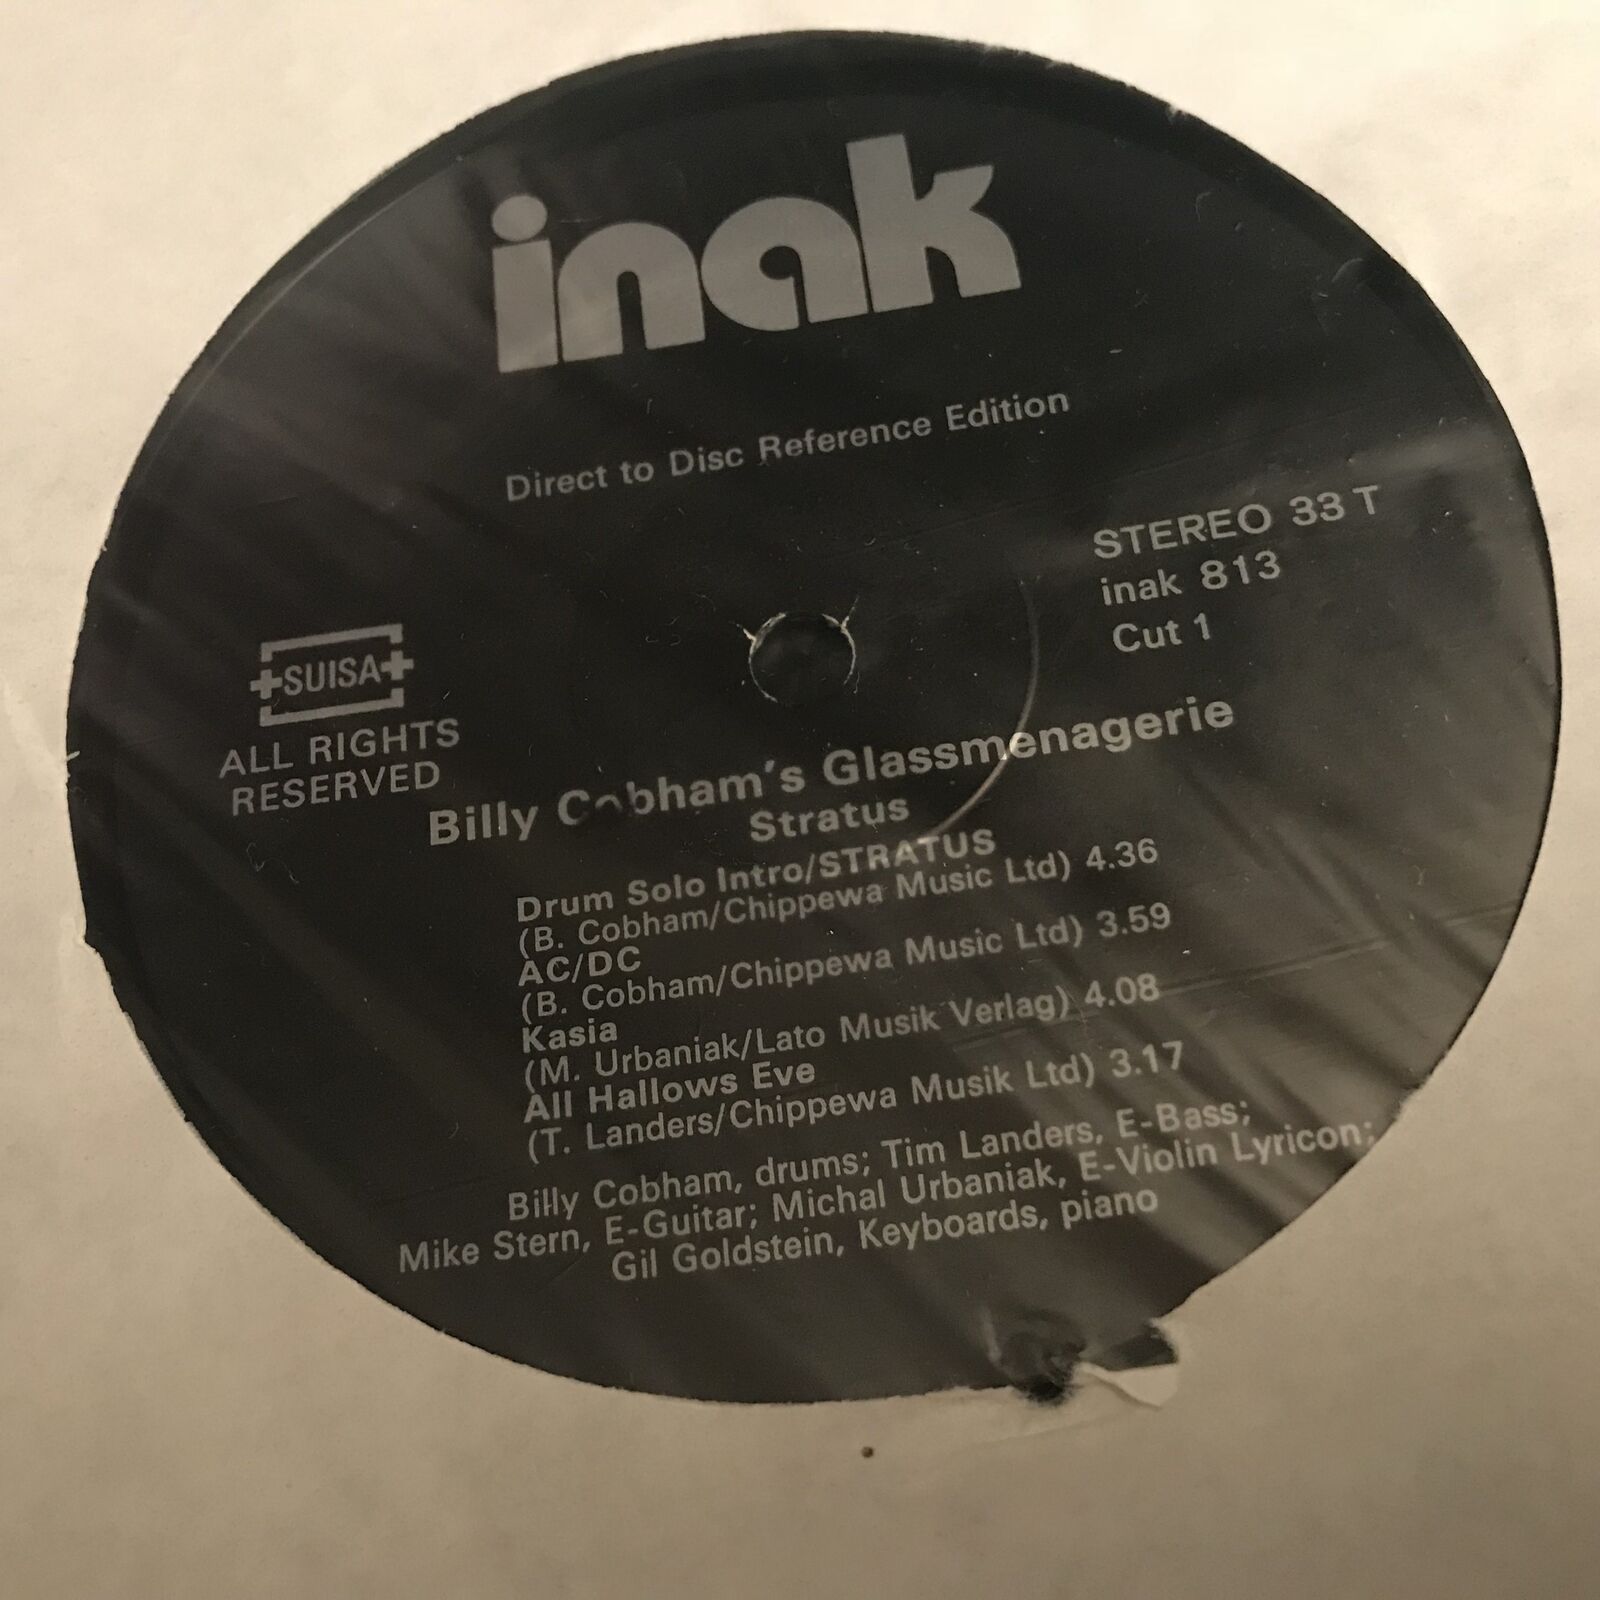 inak
Direct to Disc Reference Edition
STEREO 33 T
inak 813
Cut 1
SUISA
ALL RIGHTS
RESERVED
Billy Cobham's Glassmenagerie
Stratus
Drum Solo Intro/STRATUS
(B. Cobham/Chippewa Music Ltd) 4.36
AC/DC
(B. Cobham/Chippewa Music Ltd) 3.59
Kasia
(M. Urbaniak/Lato Musik Verlag) 4.08
All Hallows Eve
(T. Landers/Chippewa Musik Ltd) 3.17
Billy Cobham, drums; Tim Landers, E-Bass;
Mike Stern, E-Guitar; Michal Urbaniak, E-Violin Lyricon;
Gil Goldstein, Keyboards, piano